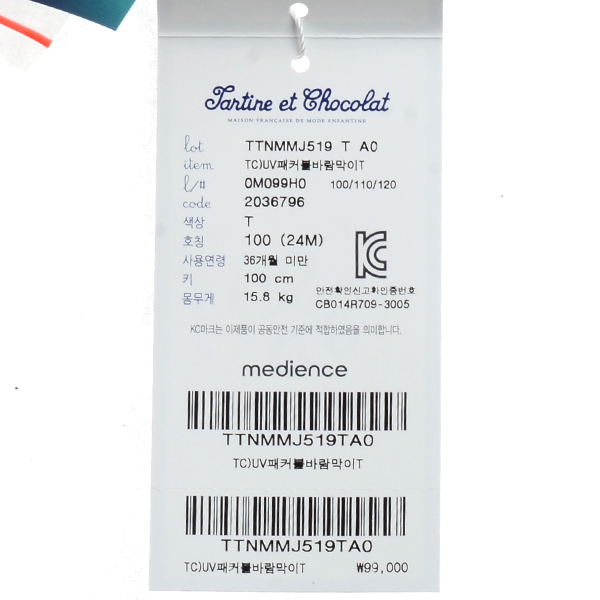 Tartine et Chocolat
MAISON FRANÇAISE DE MODE ENFANTINE
lot TTNMMJ519 T A0
item TC)UV패커블바람막이T
l/# 0M099H0 100/110/120
code 2036796
색상 T
호칭 100 (24M)
사용연령 36개월 미만
키 100 cm
몸무게 15.8 kg
안전확인신고확인증번호
CB014R709-3005
KC마크는 이제품이 공동안전 기준에 적합하였음을 의미합니다.
medience
TTNMMJ519TA0
TC)UV패커블바람막이T
TTNMMJ519TA0
TC)UV패커블바람막이T ₩99,000